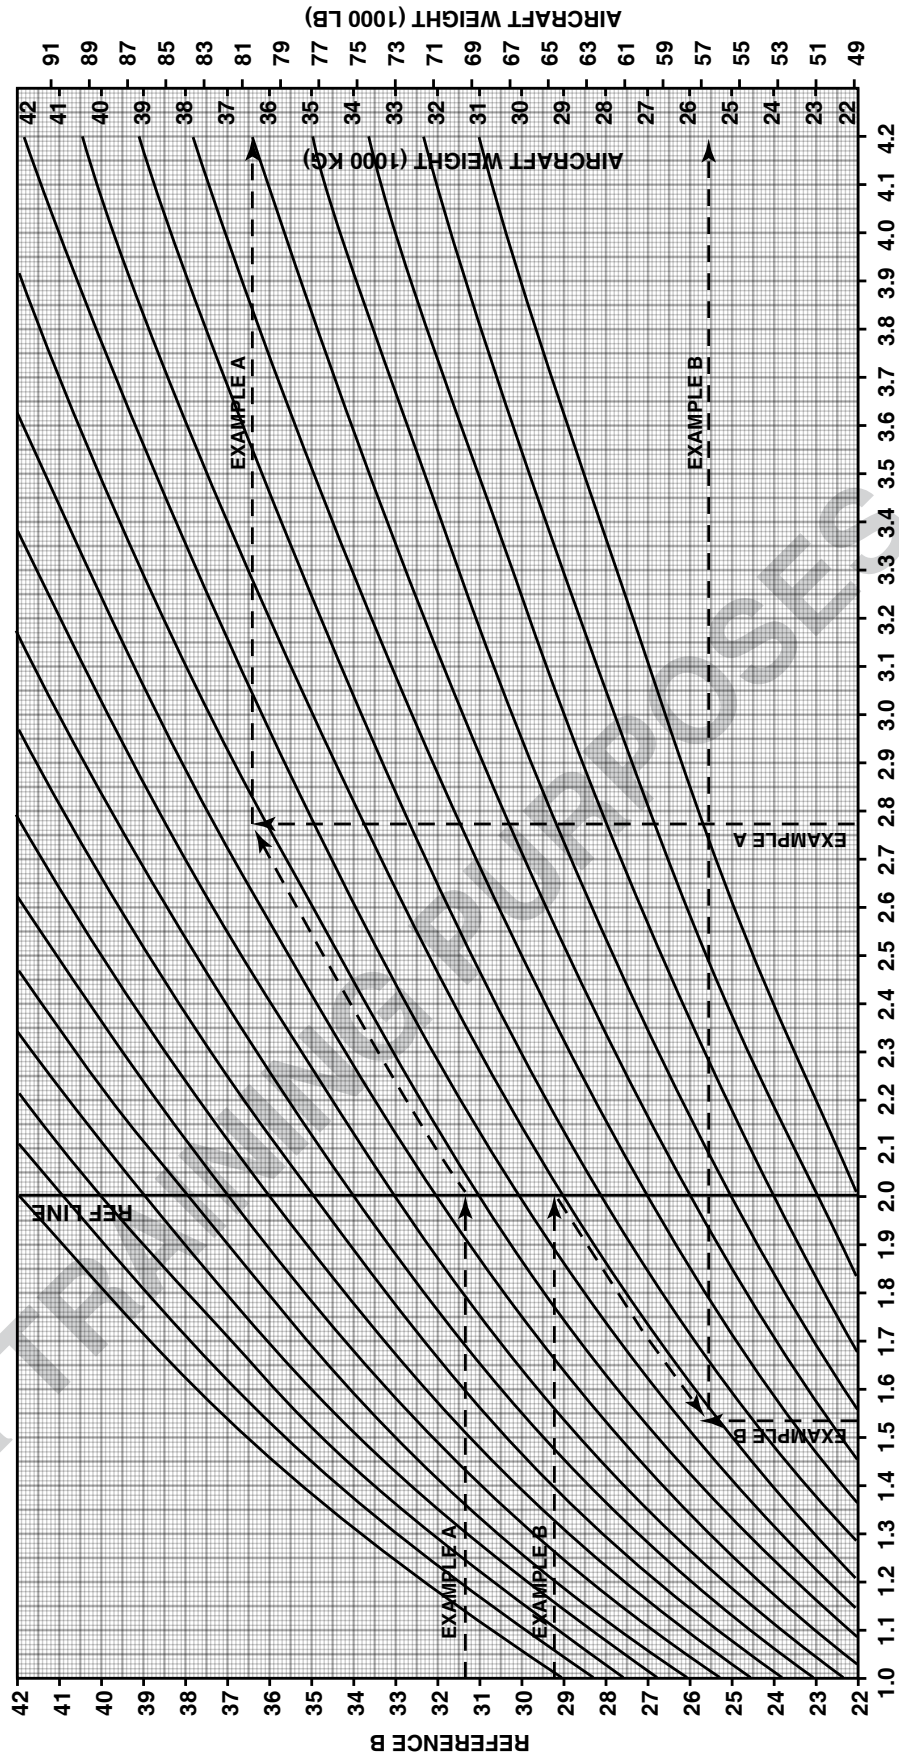 AIRCRAFT WEIGHT (1000 LB)
91 89 87 85 83 81 79 77 75 73 71 69 67 65 63 61 59 57 55 53 51 49
42 41 40 39 38 37 36 35 34 33 32 31 30 29 28 27 26 25 24 23 22
AIRCRAFT WEIGHT (1000 KG)
EXAMPLE A
EXAMPLE B
EXAMPLE A
EXAMPLE B
REF LINE
EXAMPLE A
EXAMPLE B
TRAINING PURPOSES
4.2
4.1
4.0
3.9
3.8
3.7
3.6
3.5
3.4
3.3
3.2
3.1
3.0
2.9
2.8
2.7
2.6
2.5
2.4
2.3
2.2
2.1
2.0
1.9
1.8
1.7
1.6
1.5
1.4
1.3
1.2
1.1
1.0
42 41 40 39 38 37 36 35 34 33 32 31 30 29 28 27 26 25 24 23 22
REFERENCE B